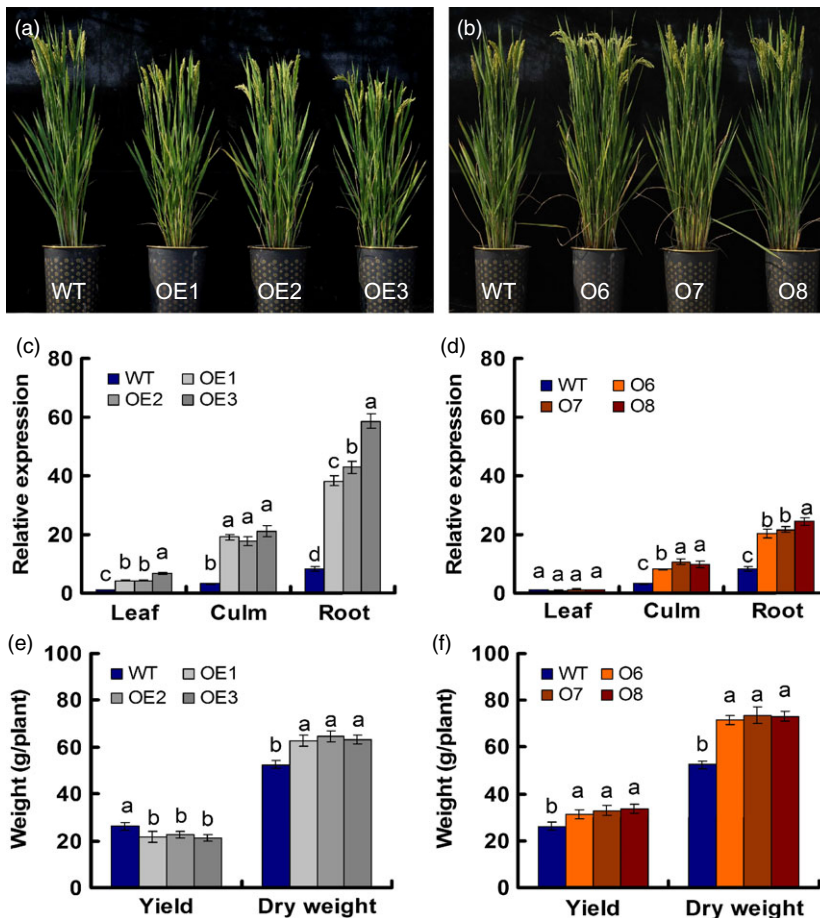 (a)
(b)
WT OE1 OE2 OE3
WT O6 O7 O8
(c)
Relative expression
80
60
40
20
0
WT OE1
OE2 OE3
c b b a
b a a a
d c b a
Leaf Culm Root
(d)
Relative expression
80
60
40
20
0
WT O6
O7 O8
a a a a
c b a a
c b b a
Leaf Culm Root
(e)
Weight (g/plant)
100
80
60
40
20
0
WT OE1
OE2 OE3
a b b b
b a a a
Yield Dry weight
(f)
Weight (g/plant)
100
80
60
40
20
0
WT O6
O7 O8
b a a a
b a a a
Yield Dry weight